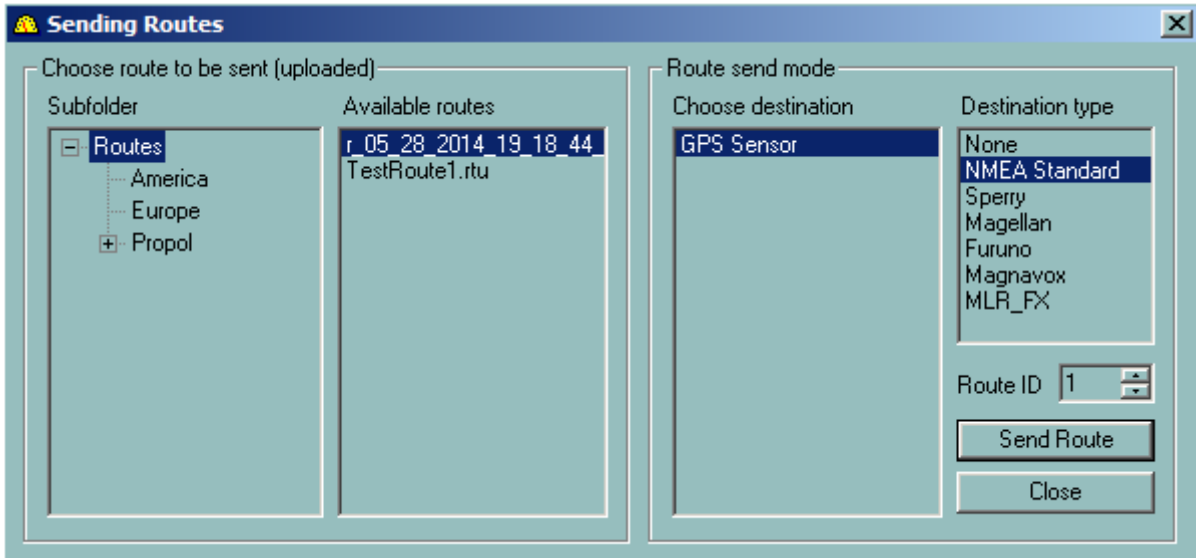 Sending Routes
Choose route to be sent (uploaded)
Subfolder
Routes
America
Europe
Propol
Available routes
r_05_28_2014_19_18_44_
TestRoute1.rtu
Route send mode
Choose destination
GPS Sensor
Destination type
None
NMEA Standard
Sperry
Magellan
Furuno
Magnavox
MLR_FX
Route ID 1
Send Route
Close